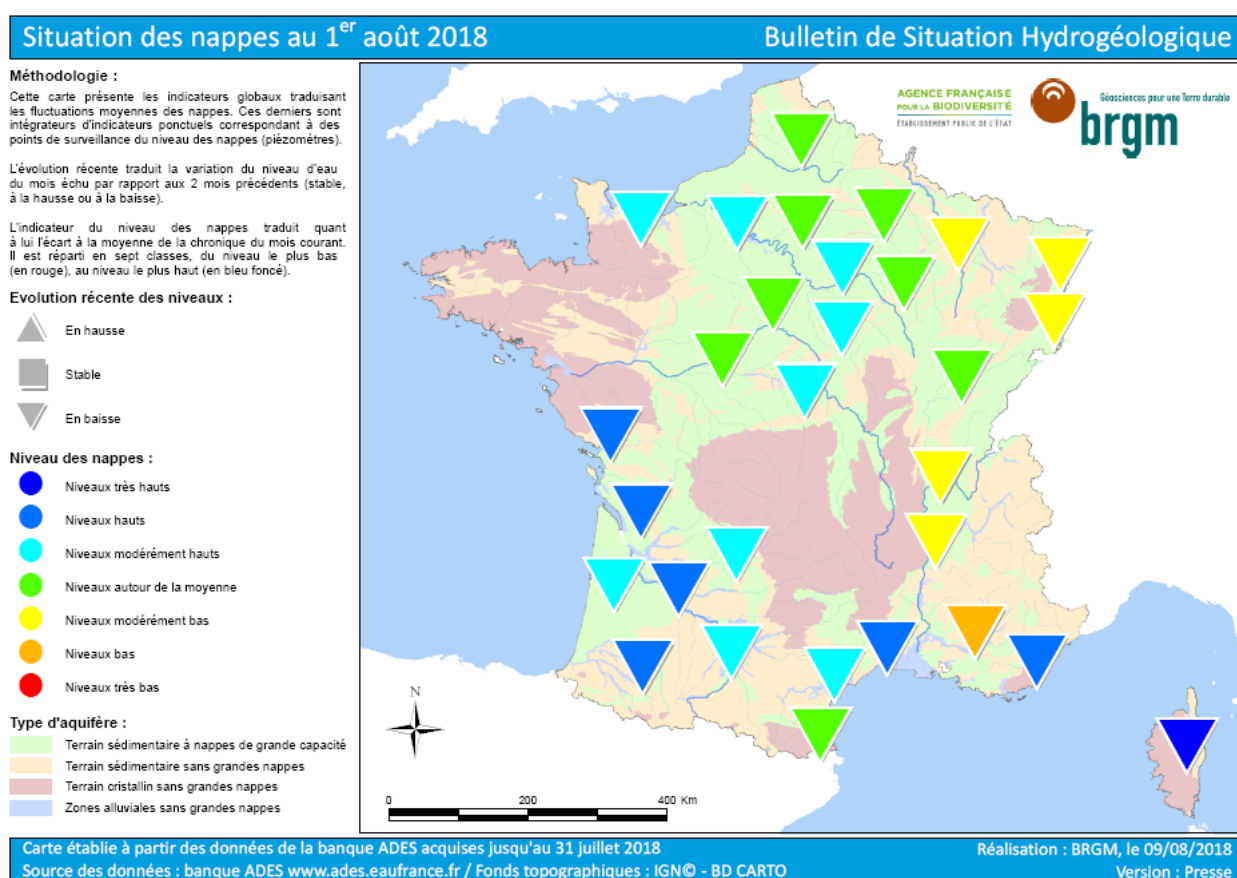 Situation des nappes au 1er août 2018
Bulletin de Situation Hydrogéologique
Méthodologie :
Cette carte présente les indicateurs globaux traduisant
les fluctuations moyennes des nappes. Ces derniers sont
intégrateurs d'indicateurs ponctuels correspondant à des
points de surveillance du niveau des nappes (piézomètres).
L'évolution récente traduit la variation du niveau d'eau
du mois échu par rapport aux 2 mois précédents (stable,
à la hausse ou à la baisse).
L'indicateur du niveau des nappes traduit quant
à lui l'écart à la moyenne de la chronique du mois courant.
Il est réparti en sept classes, du niveau le plus bas
(en rouge), au niveau le plus haut (en bleu foncé).
Evolution récente des niveaux :
En hausse
Stable
En baisse
Niveau des nappes :
Niveaux très hauts
Niveaux hauts
Niveaux modérément hauts
Niveaux autour de la moyenne
Niveaux modérément bas
Niveaux bas
Niveaux très bas
Type d'aquifère :
Terrain sédimentaire à nappes de grande capacité
Terrain sédimentaire sans grandes nappes
Terrain cristallin sans grandes nappes
Zones alluviales sans grandes nappes
AGENCE FRANÇAISE
POUR LA BIODIVERSITÉ
ÉTABLISSEMENT PUBLIC DE L'ÉTAT
Géosciences pour une Terre durable
brgm
N
0 200 400 Km
Carte établie à partir des données de la banque ADES acquises jusqu'au 31 juillet 2018
Source des données : banque ADES www.ades.eaufrance.fr / Fonds topographiques : IGN© - BD CARTO
Réalisation : BRGM, le 09/08/2018
Version : Presse